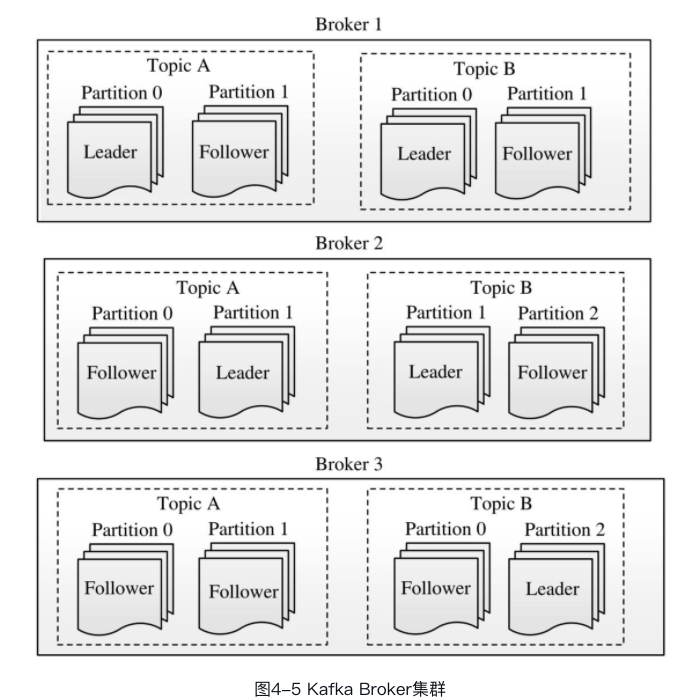 Broker 1
Topic A
Topic B
Partition 0 Partition 1
Partition 0 Partition 1
Leader Follower
Leader Follower
Broker 2
Topic A
Topic B
Partition 0 Partition 1
Partition 1 Partition 2
Follower Leader
Leader Follower
Broker 3
Topic A
Topic B
Partition 0 Partition 1
Partition 0 Partition 2
Follower Follower
Follower Leader
图4–5 Kafka Broker集群